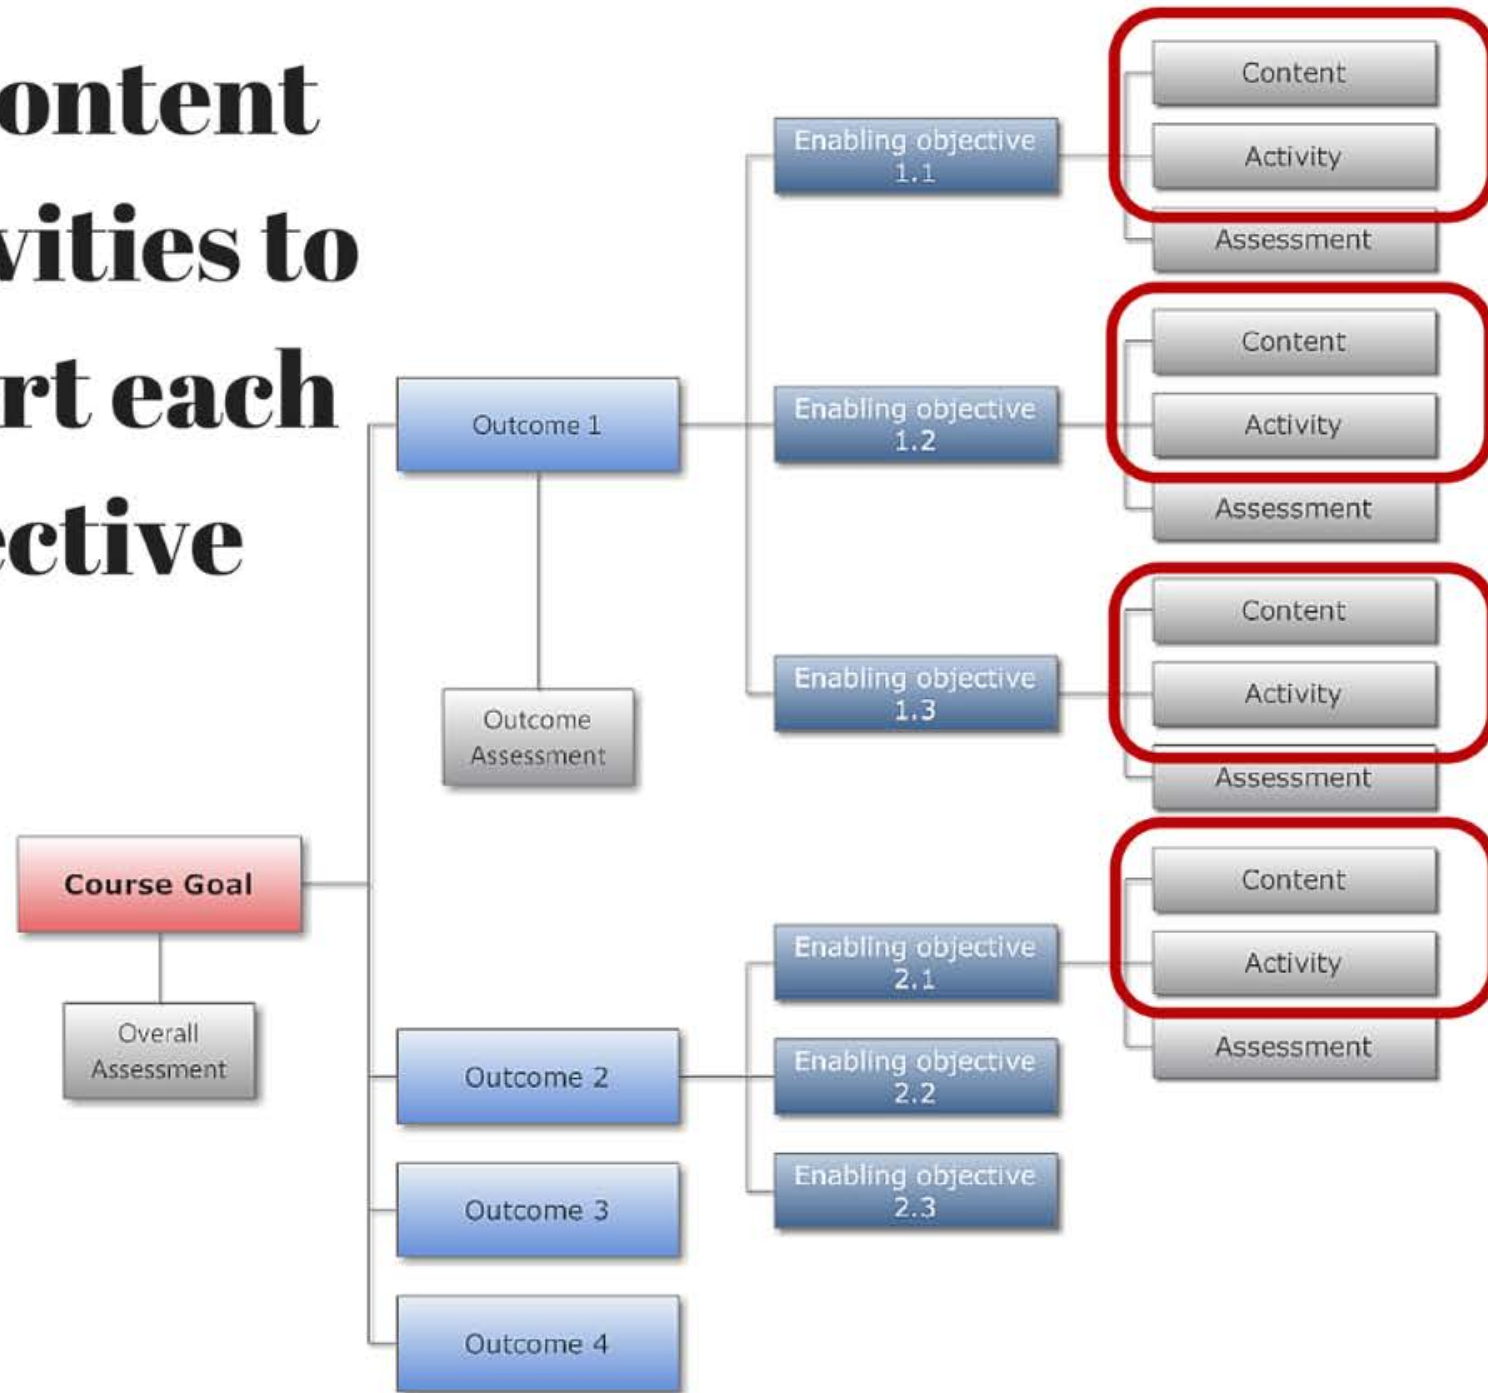 ontent
vities to
rt each
ective
Course Goal
Overall
Assessment
Outcome 1
Outcome
Assessment
Outcome 2
Outcome 3
Outcome 4
Enabling objective
1.1
Content
Activity
Assessment
Enabling objective
1.2
Content
Activity
Assessment
Enabling objective
1.3
Content
Activity
Assessment
Enabling objective
2.1
Content
Activity
Assessment
Enabling objective
2.2
Enabling objective
2.3